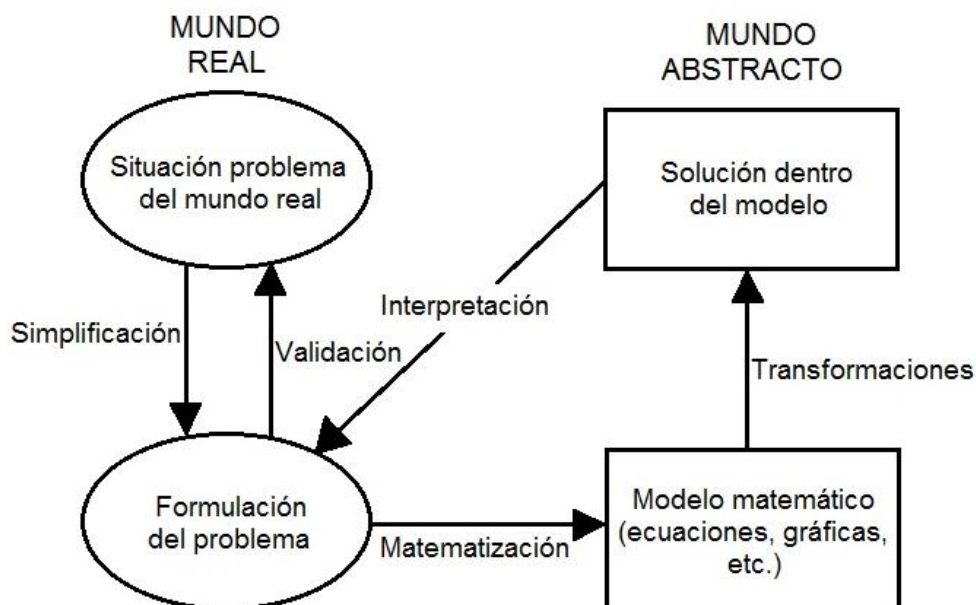 MUNDO
REAL
MUNDO
ABSTRACTO
Situación problema
del mundo real
Solución dentro
del modelo
Interpretación
Simplificación
Validación
Transformaciones
Formulación
del problema
Matematización
Modelo matemático
(ecuaciones, gráficas,
etc.)